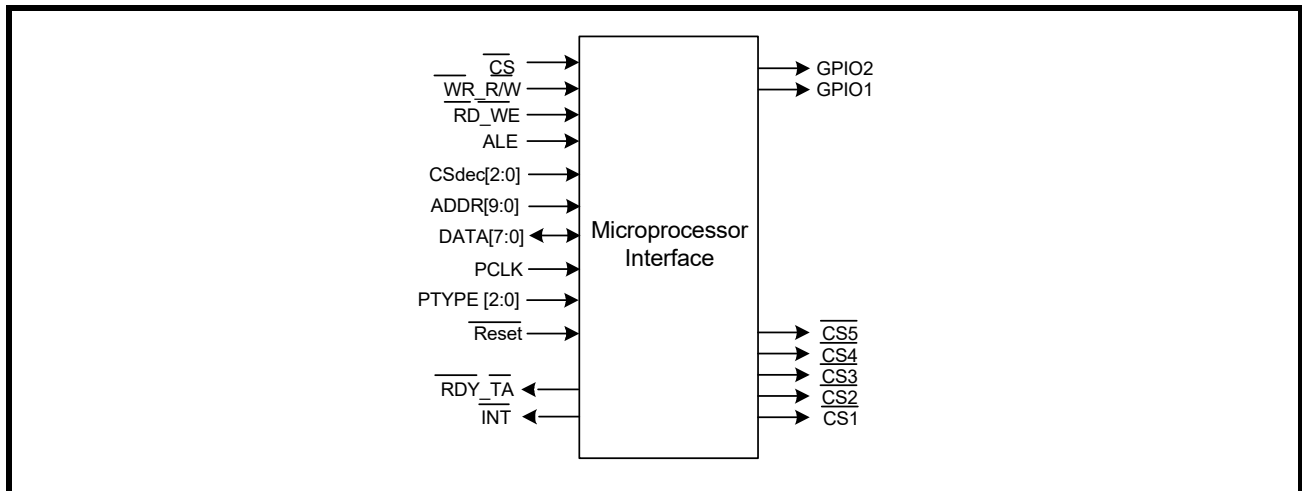 CS
WR_R/W
RD_WE
ALE
CSdec[2:0]
ADDR[9:0]
DATA[7:0]
PCLK
PTYPE [2:0]
Reset
RDY_TA
INT
Microprocessor
Interface
GPIO2
GPIO1
CS5
CS4
CS3
CS2
CS1